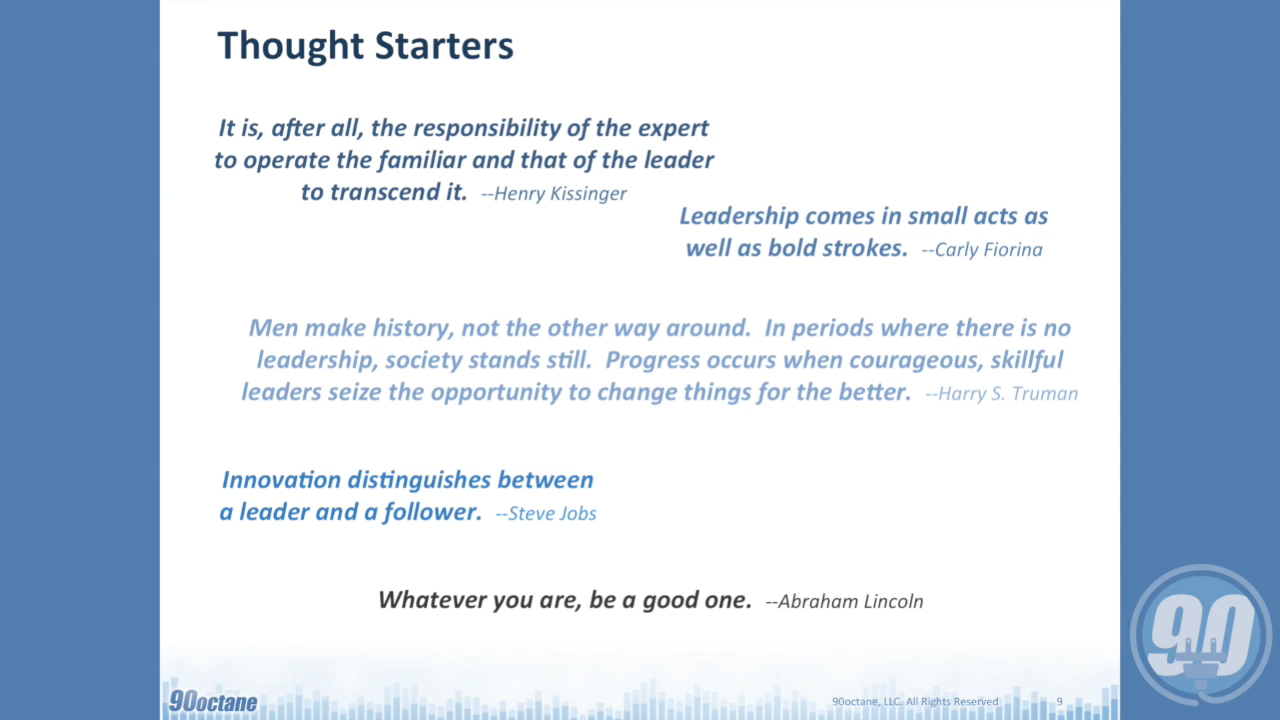 Thought Starters
It is, after all, the responsibility of the expert
to operate the familiar and that of the leader
to transcend it. --Henry Kissinger
Leadership comes in small acts as
well as bold strokes. --Carly Fiorina
Men make history, not the other way around. In periods where there is no
leadership, society stands still. Progress occurs when courageous, skillful
leaders seize the opportunity to change things for the better. --Harry S. Truman
Innovation distinguishes between
a leader and a follower. --Steve Jobs
Whatever you are, be a good one. --Abraham Lincoln
90octane
90octane, LLC. All Rights Reserved 9
90